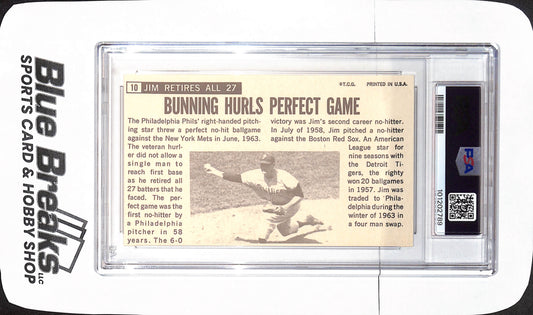 Blue Breaks LLC
SPORTS CARD & HOBBY SHOP
10 JIM RETIRES ALL 27
©T.C.G. PRINTED IN U.S.A.
BUNNING HURLS PERFECT GAME
The Philadelphia Phils' right-handed pitch-
ing star threw a perfect no-hit ballgame
against the New York Mets in June, 1963.
The veteran hurl-
er did not allow a
single man to
reach first base
as he retired all
27 batters that he
faced. The per-
fect game was the
first no-hitter by
a Philadelphia
pitcher in 58
years. The 6-0
victory was Jim's second career no-hitter.
In July of 1958, Jim pitched a no-hitter
against the Boston Red Sox. An American
League star for
nine seasons with
the Detroit Ti-
gers, the righty
won 20 ballgames
in 1957. Jim was
traded to Phila-
delphia during the
winter of 1963 in
a four man swap.
PSA
101202789